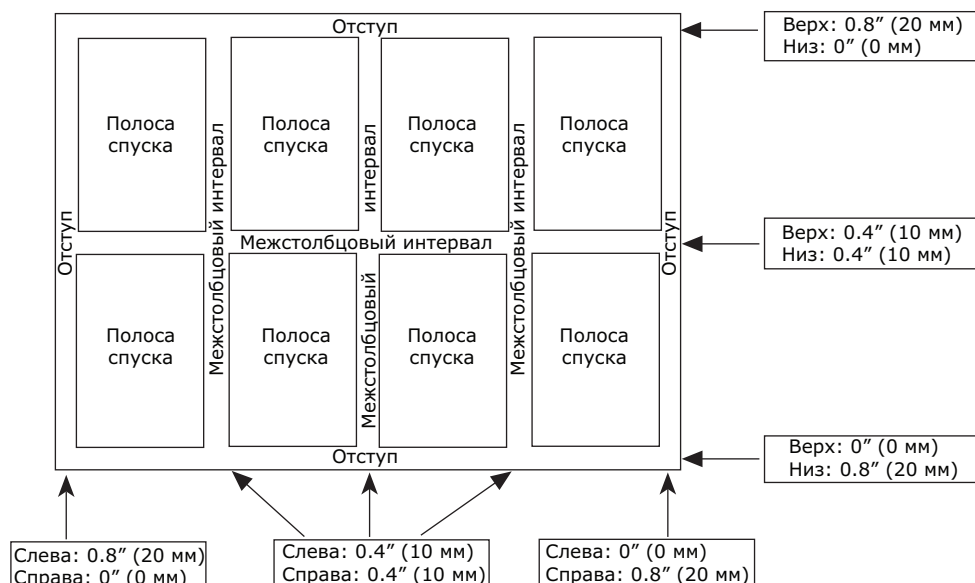 Отступ
Верх: 0.8″ (20 мм)
Низ: 0″ (0 мм)
Полоса
спуска
Полоса
спуска
Полоса
спуска
Полоса
спуска
Отступ
Межстолбцовый интервал
интервал
Межстолбцовый интервал
Отступ
Межстолбцовый интервал
Верх: 0.4″ (10 мм)
Низ: 0.4″ (10 мм)
Полоса
спуска
Полоса
спуска
Межстолбцовый
Полоса
спуска
Полоса
спуска
Отступ
Верх: 0″ (0 мм)
Низ: 0.8″ (20 мм)
Слева: 0.8″ (20 мм)
Справа: 0″ (0 мм)
Слева: 0.4″ (10 мм)
Справа: 0.4″ (10 мм)
Слева: 0″ (0 мм)
Справа: 0.8″ (20 мм)